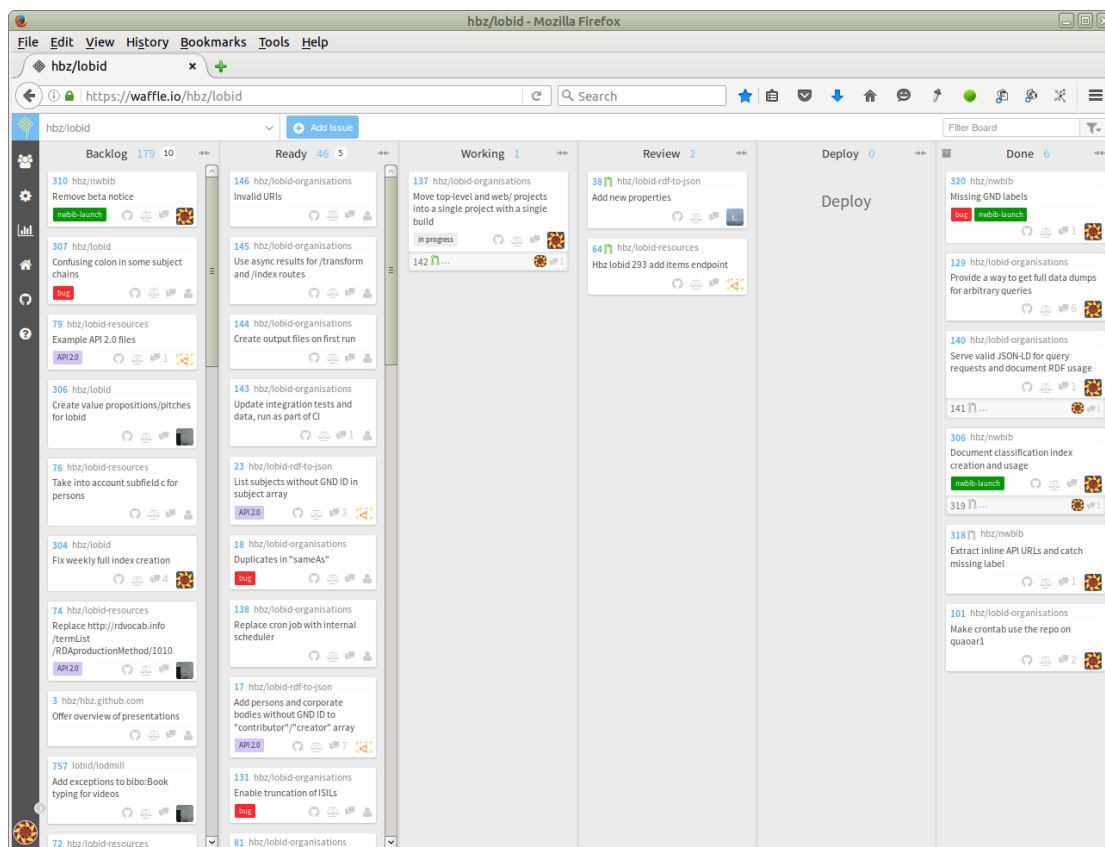 hbz/lobid - Mozilla Firefox
File Edit View History Bookmarks Tools Help
hbz/lobid
https://waffle.io/hbz/lobid
Search
hbz/lobid
Add Issue
Filter Board
Backlog 179 10
310 hbz/nwbib
Remove beta notice
nwbib-launch
307 hbz/lobid
Confusing colon in some subject
chains
bug
79 hbz/lobid-resources
Example API 2.0 files
API 2.0
1
306 hbz/lobid
Create value propositions/pitches
for lobid
76 hbz/lobid-resources
Take into account subfield c for
persons
304 hbz/lobid
Fix weekly full index creation
4
74 hbz/lobid-resources
Replace http://rdvocab.info
/termList
/RDAproductionMethod/1010
API 2.0
3 hbz/hbz.github.com
Offer overview of presentations
757 lobid/lodmill
Add exceptions to bibo:Book
typing for videos
72 hbz/lobid-resources
Ready 46 5
146 hbz/lobid-organisations
Invalid URIs
145 hbz/lobid-organisations
Use async results for /transform
and /index routes
144 hbz/lobid-organisations
Create output files on first run
143 hbz/lobid-organisations
Update integration tests and
data, run as part of CI
1
23 hbz/lobid-rdf-to-json
List subjects without GND ID in
subject array
API 2.0
3
18 hbz/lobid-organisations
Duplicates in "sameAs"
bug
138 hbz/lobid-organisations
Replace cron job with internal
scheduler
17 hbz/lobid-rdf-to-json
Add persons and corporate
bodies without GND ID to
"contributor"/"creator" array
API 2.0
7
131 hbz/lobid-organisations
Enable truncation of ISILs
bug
81 hbz/lobid-organisations
Working 1
137 hbz/lobid-organisations
Move top-level and web/ projects
into a single project with a single
build
in progress
142 ...
1
Review 2
38 hbz/lobid-rdf-to-json
Add new properties
64 hbz/lobid-resources
Hbz lobid 293 add items endpoint
Deploy 0
Deploy
Done 6
320 hbz/nwbib
Missing GND labels
bug nwbib-launch
1
129 hbz/lobid-organisations
Provide a way to get full data dumps
for arbitrary queries
6
140 hbz/lobid-organisations
Serve valid JSON-LD for query
requests and document RDF usage
1
141 ...
1
306 hbz/nwbib
Document classification index
creation and usage
nwbib-launch
319 ...
1
318 hbz/nwbib
Extract inline API URLs and catch
missing label
1
101 hbz/lobid-organisations
Make crontab use the repo on
quaoar1
2